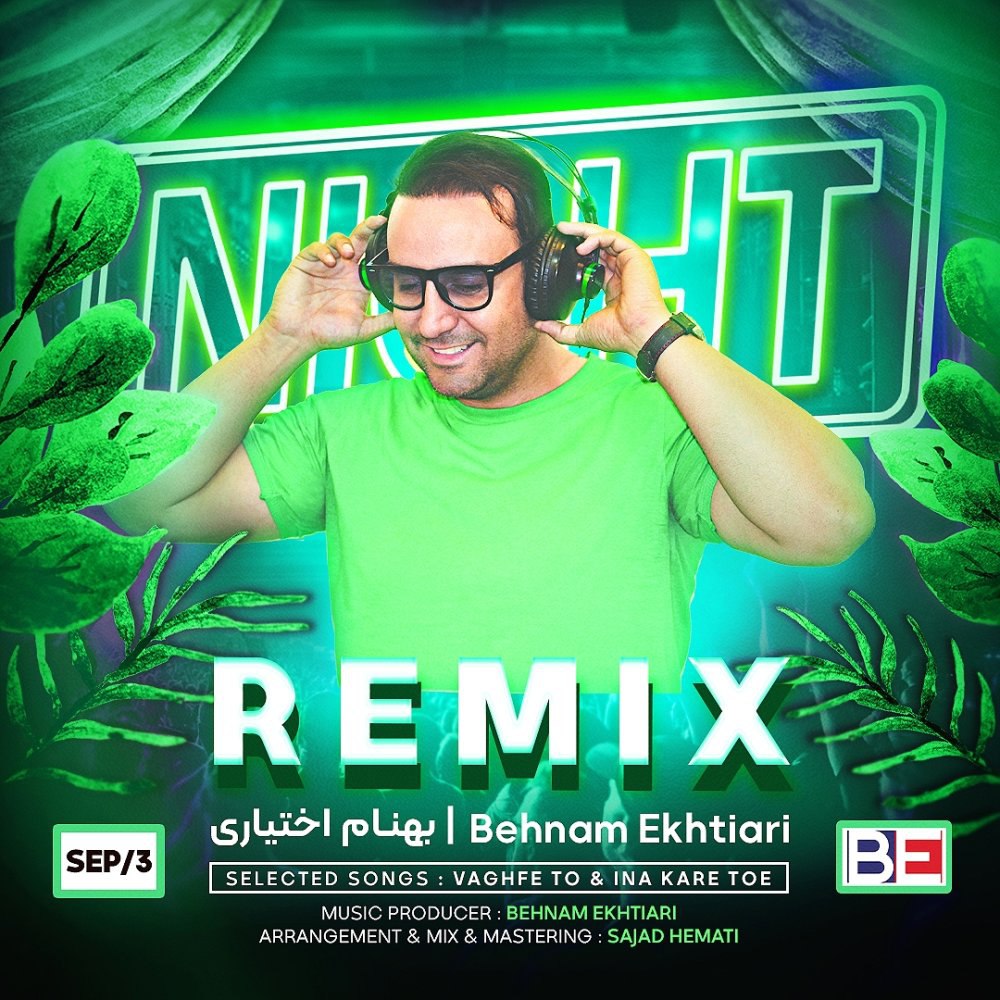 NIGHT
REMIX
بهنام اختیاری | Behnam Ekhtiari
SEP/3
BE
SELECTED SONGS : VAGHFE TO & INA KARE TOE
MUSIC PRODUCER : BEHNAM EKHTIARI
ARRANGEMENT & MIX & MASTERING : SAJAD HEMATI